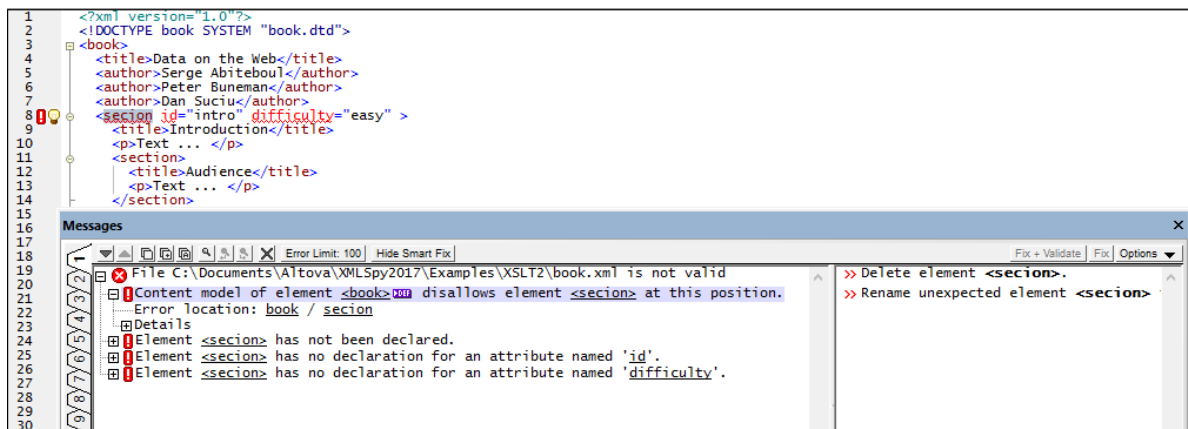 1 <?xml version="1.0"?>
2 <!DOCTYPE book SYSTEM "book.dtd">
3 <book>
4 <title>Data on the Web</title>
5 <author>Serge Abiteboul</author>
6 <author>Peter Buneman</author>
7 <author>Dan Suciu</author>
8 <secion id="intro" difficulty="easy" >
9 <title>Introduction</title>
10 <p>Text ... </p>
11 <section>
12 <title>Audience</title>
13 <p>Text ... </p>
14 </section>
15
16 Messages
17
18 Error Limit: 100 Hide Smart Fix Fix + Validate Fix Options
19 File C:\Documents\Altova\XMLSpy2017\Examples\XSLT2\book.xml is not valid >> Delete element <secion>.
20
21 Content model of element <book> DEF disallows element <secion> at this position. >> Rename unexpected element <secion>
22 Error location: book / secion
23 Details
24 Element <secion> has not been declared.
25 Element <secion> has no declaration for an attribute named 'id'.
26 Element <secion> has no declaration for an attribute named 'difficulty'.
27
28
29
30
1
2
3
4
5
6
7
8
9